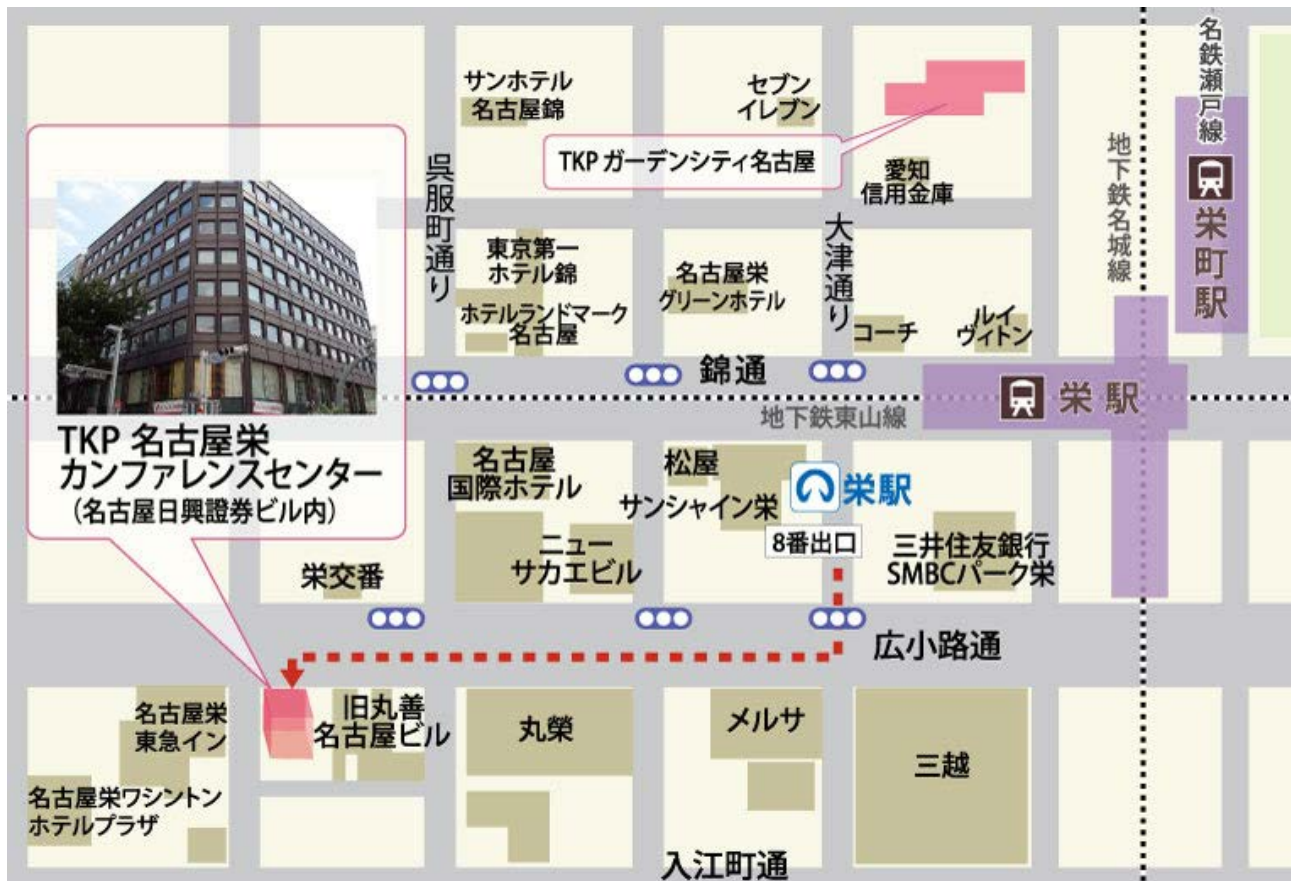 サンホテル
名古屋錦
セブン
イレブン
TKP ガーデンシティ名古屋
愛知
信用金庫
名鉄瀬戸線
栄町駅
地下鉄名城線
呉服町通り
大津通り
東京第一
ホテル錦
ホテルランドマーク
名古屋
名古屋栄
グリーンホテル
コーチ
ルイ
ヴィトン
錦通
栄駅
地下鉄東山線
TKP 名古屋栄
カンファレンスセンター
(名古屋日興證券ビル内)
名古屋
国際ホテル
松屋
サンシャイン栄
栄駅
8番出口
三井住友銀行
SMBCパーク栄
ニュー
サカエビル
栄交番
広小路通
名古屋栄
東急イン
旧丸善
名古屋ビル
丸榮
メルサ
三越
名古屋栄ワシントン
ホテルプラザ
入江町通